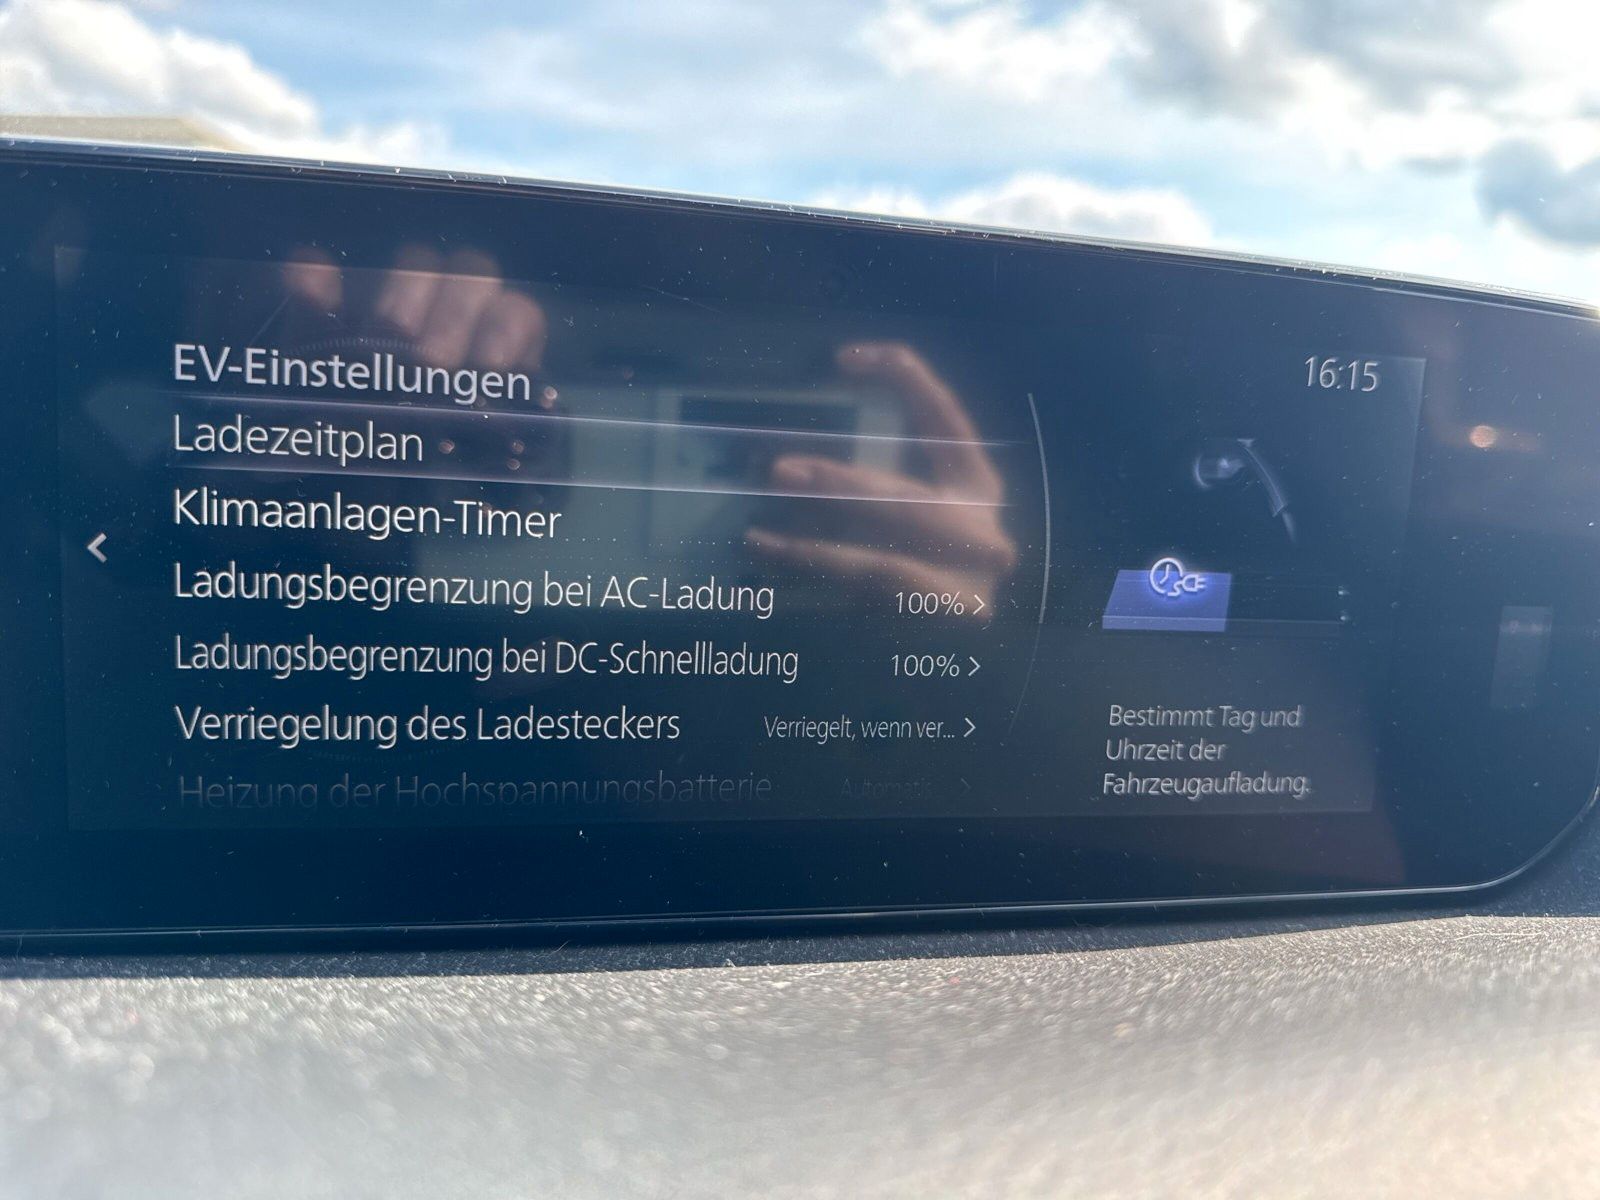 EV-Einstellungen
16:15
Ladezeitplan
Klimaanlagen-Timer
Ladungsbegrenzung bei AC-Ladung 100% >
Ladungsbegrenzung bei DC-Schnellladung 100% >
Verriegelung des Ladesteckers Verriegelt, wenn ver... >
Heizung der Hochspannungsbatterie Automatis... >
Bestimmt Tag und
Uhrzeit der
Fahrzeugaufladung.